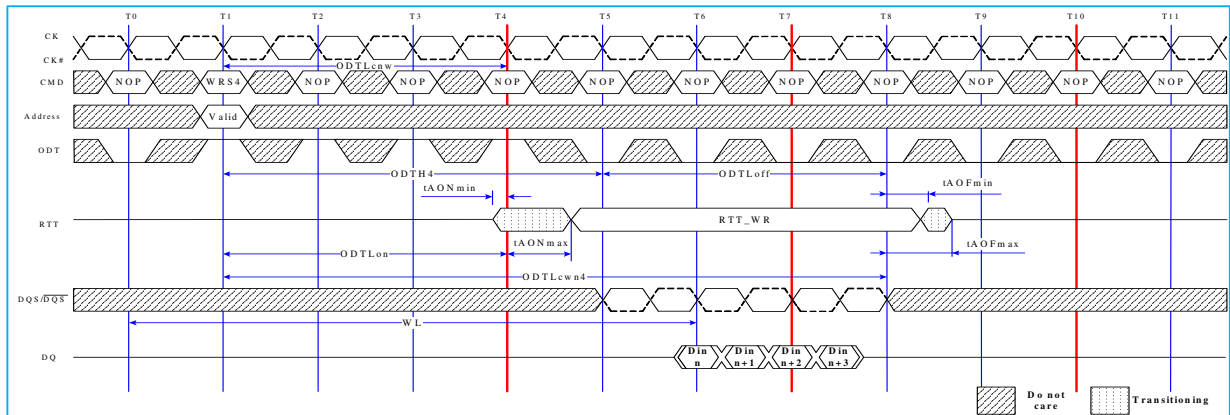 T0 T1 T2 T3 T4 T5 T6 T7 T8 T9 T10 T11
CK
CK#
ODTLcnw
CMD NOP WRS4 NOP NOP NOP NOP NOP NOP NOP NOP NOP NOP
Address Valid
ODT
ODTH4 ODTLoff
tAONmin tAOFmin
RTT RTT_WR
tAONmax tAOFmax
ODTLon
ODTLcwn4
DQS/DQS
WL
DQ Din n Din n+1 Din n+2 Din n+3
Do not care Transitioning